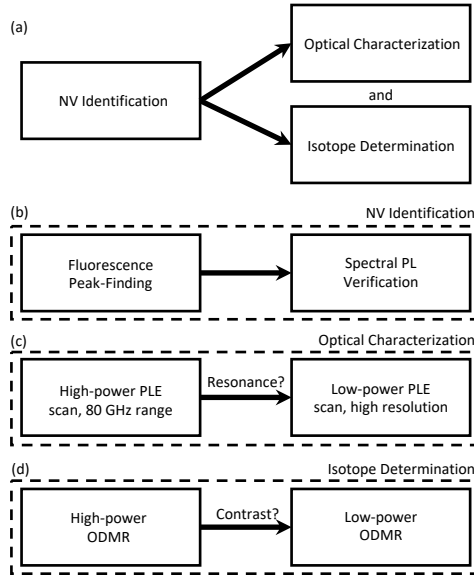 (a)
NV Identification
Optical Characterization
and
Isotope Determination
(b)
NV Identification
Fluorescence
Peak-Finding
Spectral PL
Verification
(c)
Optical Characterization
High-power PLE
scan, 80 GHz range
Resonance?
Low-power PLE
scan, high resolution
(d)
Isotope Determination
High-power
ODMR
Contrast?
Low-power
ODMR